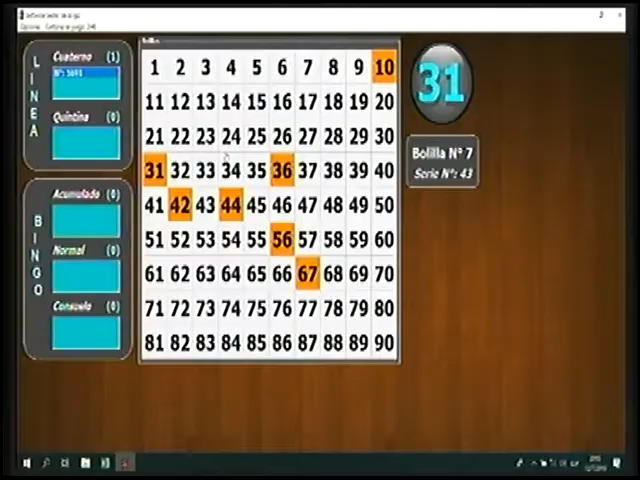 LINEA
Cuaterno (1)
Quintina (0)
BINGO
Acumulado (0)
Normal (0)
Consuelo (0)
1 2 3 4 5 6 7 8 9 10
11 12 13 14 15 16 17 18 19 20
21 22 23 24 25 26 27 28 29 30
31 32 33 34 35 36 37 38 39 40
41 42 43 44 45 46 47 48 49 50
51 52 53 54 55 56 57 58 59 60
61 62 63 64 65 66 67 68 69 70
71 72 73 74 75 76 77 78 79 80
81 82 83 84 85 86 87 88 89 90
31
Bolilla N° 7
Serie N°: 43